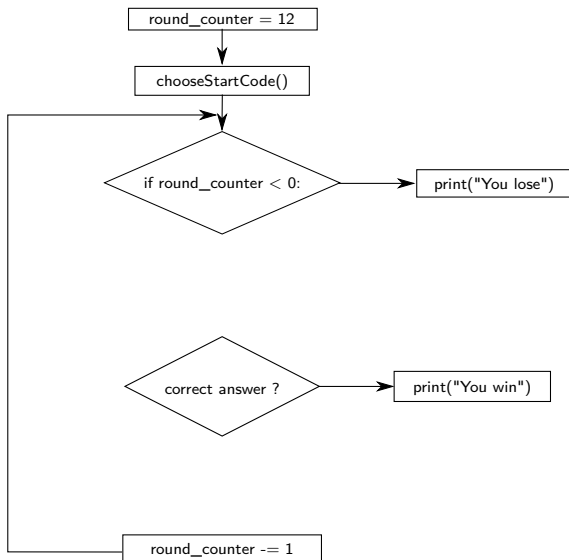 round_counter = 12
chooseStartCode()
if round_counter < 0:
print("You lose")
correct answer ?
print("You win")
round_counter -= 1